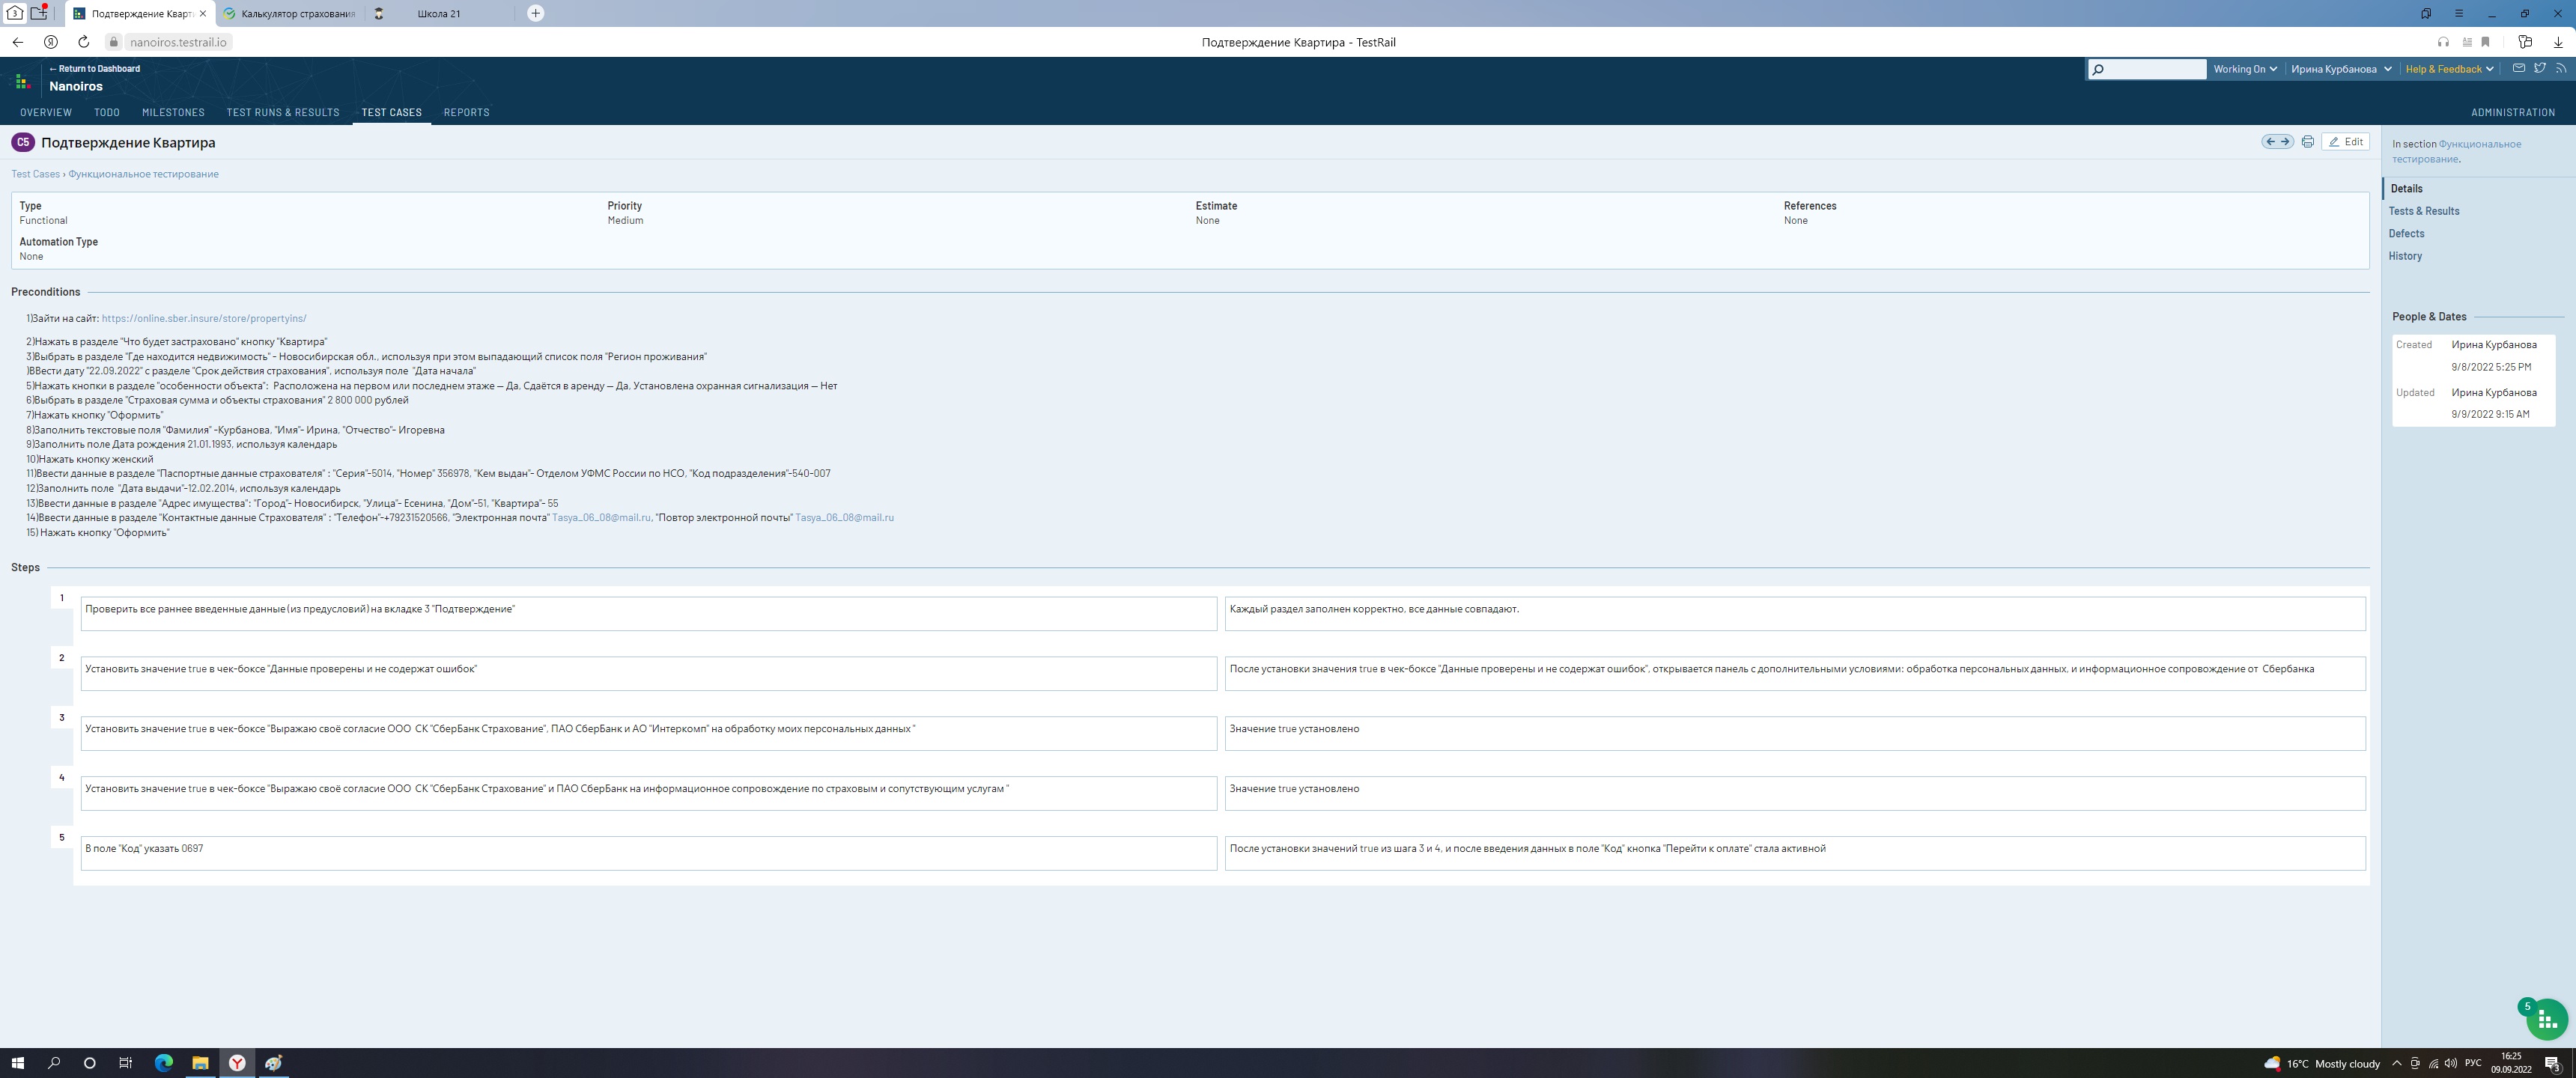 3
Подтверждение Кварт
Калькулятор страхования
Школа 21
nanoiros.testrail.io
Подтверждение Квартира - TestRail
← Return to Dashboard
Nanoiros
Working On
Ирина Курбанова
Help & Feedback
OVERVIEW TODO MILESTONES TEST RUNS & RESULTS TEST CASES REPORTS
ADMINISTRATION
C5 Подтверждение Квартира
Edit
Test Cases › Функциональное тестирование
Type
Functional
Priority
Medium
Estimate
None
References
None
Automation Type
None
Preconditions
1)Зайти на сайт: https://online.sber.insure/store/propertyins/
2)Нажать в разделе "Что будет застраховано" кнопку "Квартира"
3)Выбрать в разделе "Где находится недвижимость" - Новосибирская обл., используя при этом выпадающий список поля "Регион проживания"
)ВВести дату "22.09.2022" с разделе "Срок действия страхования", используя поле "Дата начала"
5)Нажать кнопки в разделе "особенности объекта": Расположена на первом или последнем этаже — Да, Сдаётся в аренду — Да, Установлена охранная сигнализация — Нет
6)Выбрать в разделе "Страховая сумма и объекты страхования" 2 800 000 рублей
7)Нажать кнопку "Оформить"
8)Заполнить текстовые поля "Фамилия" -Курбанова, "Имя"- Ирина, "Отчество"- Игоревна
9)Заполнить поле Дата рождения 21.01.1993, используя календарь
10)Нажать кнопку женский
11)Ввести данные в разделе "Паспортные данные страхователя" : "Серия"-5014, "Номер" 356978, "Кем выдан"- Отделом УФМС России по НСО, "Код подразделения"-540-007
12)Заполнить поле "Дата выдачи"-12.02.2014, используя календарь
13)Ввести данные в разделе "Адрес имущества": "Город"- Новосибирск, "Улица"- Есенина, "Дом"-51, "Квартира"- 55
14)Ввести данные в разделе "Контактные данные Страхователя" : "Телефон"-+79231520566, "Электронная почта" Tasya_06_08@mail.ru, "Повтор электронной почты" Tasya_06_08@mail.ru
15) Нажать кнопку "Оформить"
Steps
1
Проверить все раннее введенные данные(из предусловий) на вкладке 3 "Подтверждение"
Каждый раздел заполнен корректно, все данные совпадают.
2
Установить значение true в чек-боксе "Данные проверены и не содержат ошибок"
После установки значения true в чек-боксе "Данные проверены и не содержат ошибок", открывается панель с дополнительными условиями: обработка персональных данных, и информационное сопровождение от Сбербанка
3
Установить значение true в чек-боксе "Выражаю своё согласие ООО СК "СберБанк Страхование", ПАО СберБанк и АО "Интеркомп" на обработку моих персональных данных "
Значение true установлено
4
Установить значение true в чек-боксе "Выражаю своё согласие ООО СК "СберБанк Страхование" и ПАО СберБанк на информационное сопровождение по страховым и сопутствующим услугам "
Значение true установлено
5
В поле "Код" указать 0697
После установки значений true из шага 3 и 4, и после введения данных в поле "Код" кнопка "Перейти к оплате" стала активной
In section Функциональное
тестирование.
Details
Tests & Results
Defects
History
People & Dates
Created Ирина Курбанова
9/8/2022 5:25 PM
Updated Ирина Курбанова
9/9/2022 9:15 AM
5
16°C Mostly cloudy
РУС
16:25
09.09.2022
3